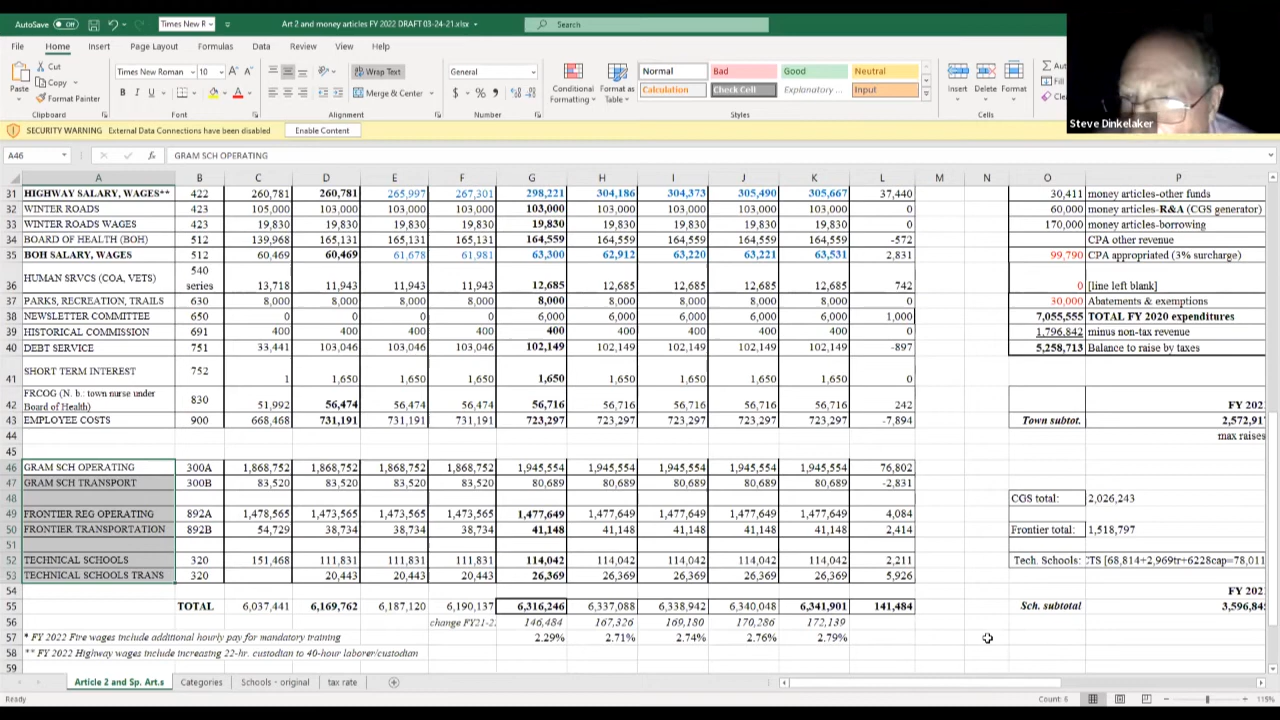 AutoSave Off Times New R Art 2 and money articles FY 2022 DRAFT 03-24-21.xlsx Search
File Home Insert Page Layout Formulas Data Review View Help
Paste Cut Copy Format Painter Clipboard
Times New Roman 10 B I U Font
Wrap Text Merge & Center Alignment
General $ % Number
Conditional Formatting Format as Table
Normal Bad Good Neutral
Calculation Check Cell Explanatory ... Input
Styles
Insert Delete Format Cells
Steve Dinkelaker
SECURITY WARNING External Data Connections have been disabled Enable Content
A46 fx GRAM SCH OPERATING
A B C D E F G H I J K L M N O P
31 HIGHWAY SALARY, WAGES** 422 260,781 260,781 265,997 267,301 298,221 304,186 304,373 305,490 305,667 37,440 30,411 money articles-other funds
32 WINTER ROADS 423 105,000 103,000 103,000 103,000 103,000 103,000 103,000 103,000 103,000 0 60,000 money articles-R&A (CGS generator)
33 WINTER ROADS WAGES 423 19,830 19,830 19,830 19,830 19,830 19,830 19,830 19,830 19,830 0 170,000 money articles-borrowing
34 BOARD OF HEALTH (BOH) 512 139,968 165,131 165,131 165,131 164,559 164,559 164,559 164,559 164,559 -572 CPA other revenue
35 BOH SALARY, WAGES 512 60,469 60,469 61,678 61,981 63,300 62,912 63,220 63,221 63,531 2,831 99,790 CPA appropriated (3% surcharge)
36 HUMAN SRVCS (COA, VETS) 540 series 13,718 11,943 11,943 11,943 12,685 12,685 12,685 12,685 12,685 742 0 [line left blank]
37 PARKS, RECREATION, TRAILS 630 8,000 8,000 8,000 8,000 8,000 8,000 8,000 8,000 8,000 0 30,000 Abatements & exemptions
38 NEWSLETTER COMMITTEE 650 0 0 0 0 6,000 6,000 6,000 6,000 6,000 1,000 7,055,555 TOTAL FY 2020 expenditures
39 HISTORICAL COMMISSION 691 400 400 400 400 400 400 400 400 400 0 1,796,842 minus non-tax revenue
40 DEBT SERVICE 751 33,441 103,046 103,046 103,046 102,149 102,149 102,149 102,149 102,149 -897 5,258,713 Balance to raise by taxes
41 SHORT TERM INTEREST 752 1 1,650 1,650 1,650 1,650 1,650 1,650 1,650 1,650 0
42 FRCOG (N. b.: town nurse under Board of Health) 830 51,992 56,474 56,474 56,474 56,716 56,716 56,716 56,716 56,716 242 FY 202
43 EMPLOYEE COSTS 900 668,468 731,191 731,191 731,191 723,297 723,297 723,297 723,297 723,297 -7,894 Town subtot. 2,572,91
44 max raises
45
46 GRAM SCH OPERATING 300A 1,868,752 1,868,752 1,868,752 1,868,752 1,945,554 1,945,554 1,945,554 1,945,554 1,945,554 76,802
47 GRAM SCH TRANSPORT 300B 83,520 83,520 83,520 83,520 80,689 80,689 80,689 80,689 80,689 -2,831
48 CGS total: 2,026,243
49 FRONTIER REG OPERATING 892A 1,478,565 1,473,565 1,473,565 1,473,565 1,477,649 1,477,649 1,477,649 1,477,649 1,477,649 4,084
50 FRONTIER TRANSPORTATION 892B 54,729 38,734 38,734 38,734 41,148 41,148 41,148 41,148 41,148 2,414 Frontier total: 1,518,797
51
52 TECHNICAL SCHOOLS 320 151,468 111,831 111,831 111,831 114,042 114,042 114,042 114,042 114,042 2,211 Tech. Schools: CTS [68,814+2,969tr+6228cap=78,011
53 TECHNICAL SCHOOLS TRANS 320 20,443 20,443 20,443 26,369 26,369 26,369 26,369 26,369 5,926
54 FY 202
55 TOTAL 6,037,441 6,169,762 6,187,120 6,190,137 6,316,246 6,337,088 6,338,942 6,340,048 6,341,901 141,484 Sch. subtotal 3,596,84
56 change FY21-2 146,484 167,326 169,180 170,286 172,139
57 * FY 2022 Fire wages include additional hourly pay for mandatory training 2.29% 2.71% 2.74% 2.76% 2.79%
58 ** FY 2022 Highway wages include increasing 22-hr. custodian to 40-hour laborer/custodian
59
Article 2 and Sp. Art.s Categories Schools - original tax rate
Ready Count: 6 115%